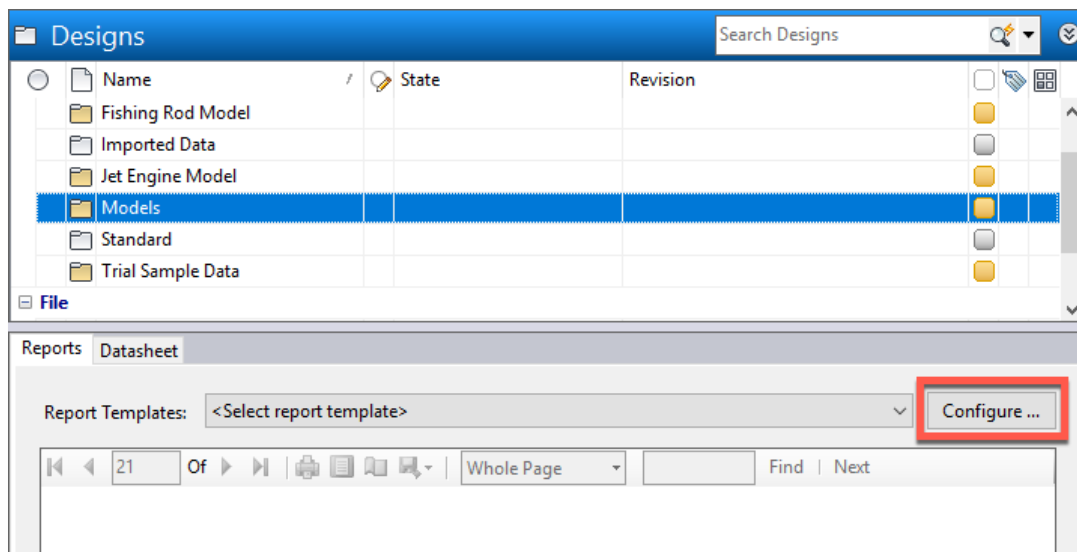 Designs Search Designs
Name / State Revision
Fishing Rod Model
Imported Data
Jet Engine Model
Models
Standard
Trial Sample Data
File
Reports Datasheet
Report Templates: <Select report template> Configure ...
21 Of Whole Page Find | Next